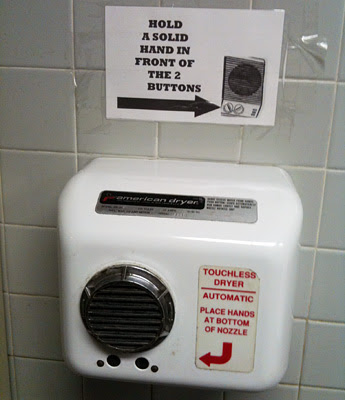 HOLD
A SOLID
HAND IN
FRONT OF
THE 2
BUTTONS
american dryer
TOUCHLESS
DRYER
AUTOMATIC
PLACE HANDS
AT BOTTOM
OF NOZZLE